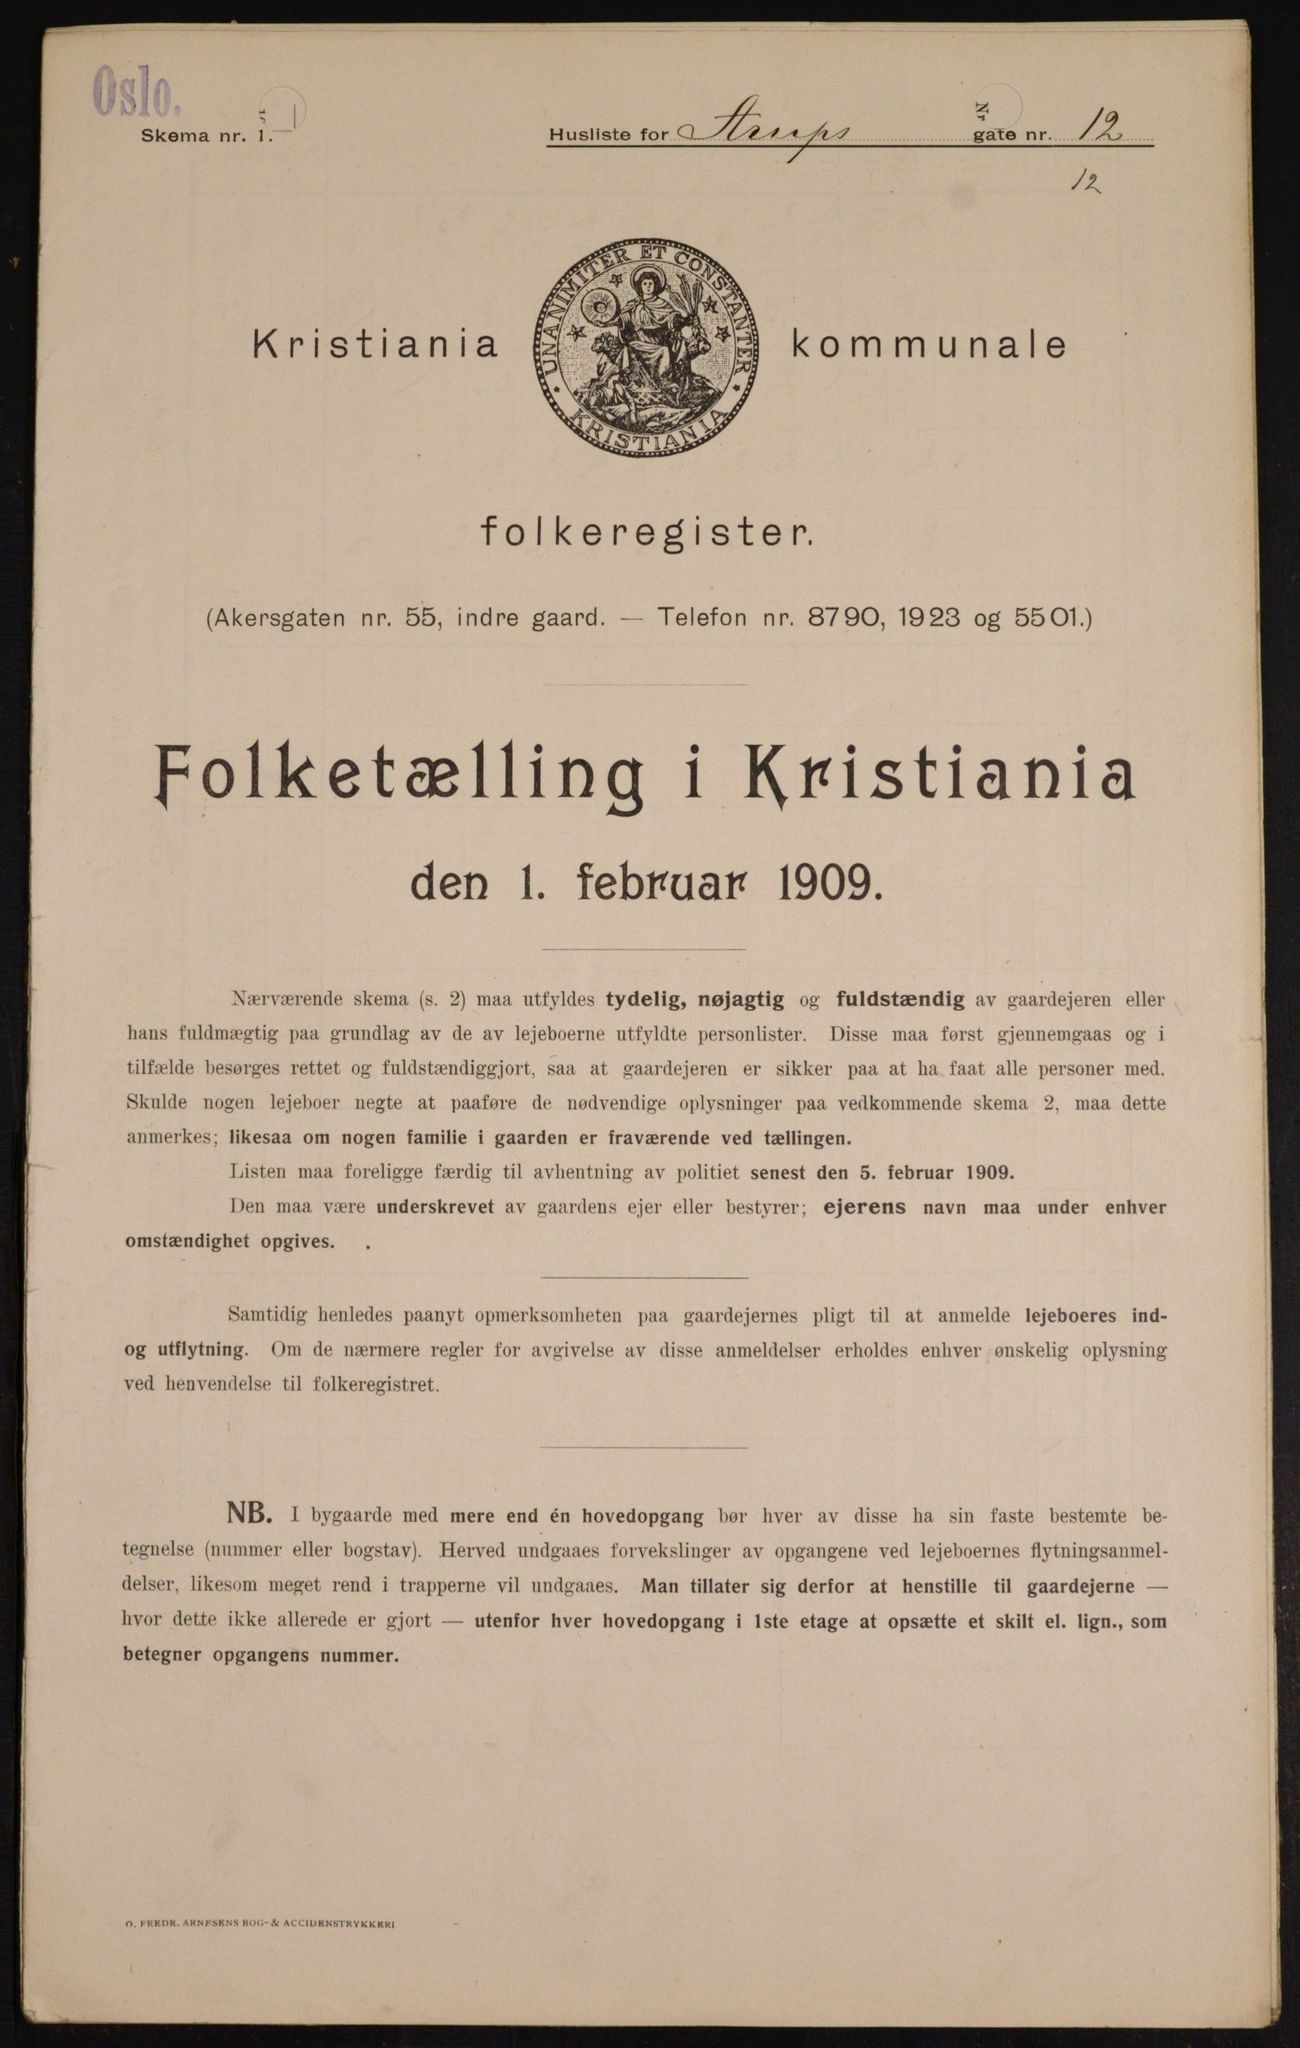 Oslo.
Skema nr. 1.
Husliste for Arups gate nr. 12
12
UNANIMITER ET CONSTANTER
KRISTIANIA
Kristiania kommunale
folkeregister.
(Akersgaten nr. 55, indre gaard. — Telefon nr. 8790, 1923 og 5501.)
Folketælling i Kristiania
den 1. februar 1909.
Nærværende skema (s. 2) maa utfyldes tydelig, nøjagtig og fuldstændig av gaardejeren eller
hans fuldmægtig paa grundlag av de av lejeboerne utfyldte personlister. Disse maa først gjennemgaas og i
tilfælde besørges rettet og fuldstændiggjort, saa at gaardejeren er sikker paa at ha faat alle personer med.
Skulde nogen lejeboer negte at paaføre de nødvendige oplysninger paa vedkommende skema 2, maa dette
anmerkes; likesaa om nogen familie i gaarden er fraværende ved tællingen.
Listen maa foreligge færdig til avhentning av politiet senest den 5. februar 1909.
Den maa være underskrevet av gaardens ejer eller bestyrer; ejerens navn maa under enhver
omstændighet opgives.
Samtidig henledes paanyt opmerksomheten paa gaardejernes pligt til at anmelde lejeboeres ind-
og utflytning. Om de nærmere regler for avgivelse av disse anmeldelser erholdes enhver ønskelig oplysning
ved henvendelse til folkeregistret.
NB. I bygaarde med mere end én hovedopgang bør hver av disse ha sin faste bestemte be-
tegnelse (nummer eller bogstav). Herved undgaaes forvekslinger av opgangene ved lejeboernes flytningsanmel-
delser, likesom meget rend i trapperne vil undgaaes. Man tillater sig derfor at henstille til gaardejerne —
hvor dette ikke allerede er gjort — utenfor hver hovedopgang i 1ste etage at opsætte et skilt el. lign., som
betegner opgangens nummer.
O. FREDR. ARNESENS BOG- & ACCIDENSTRYKKERI